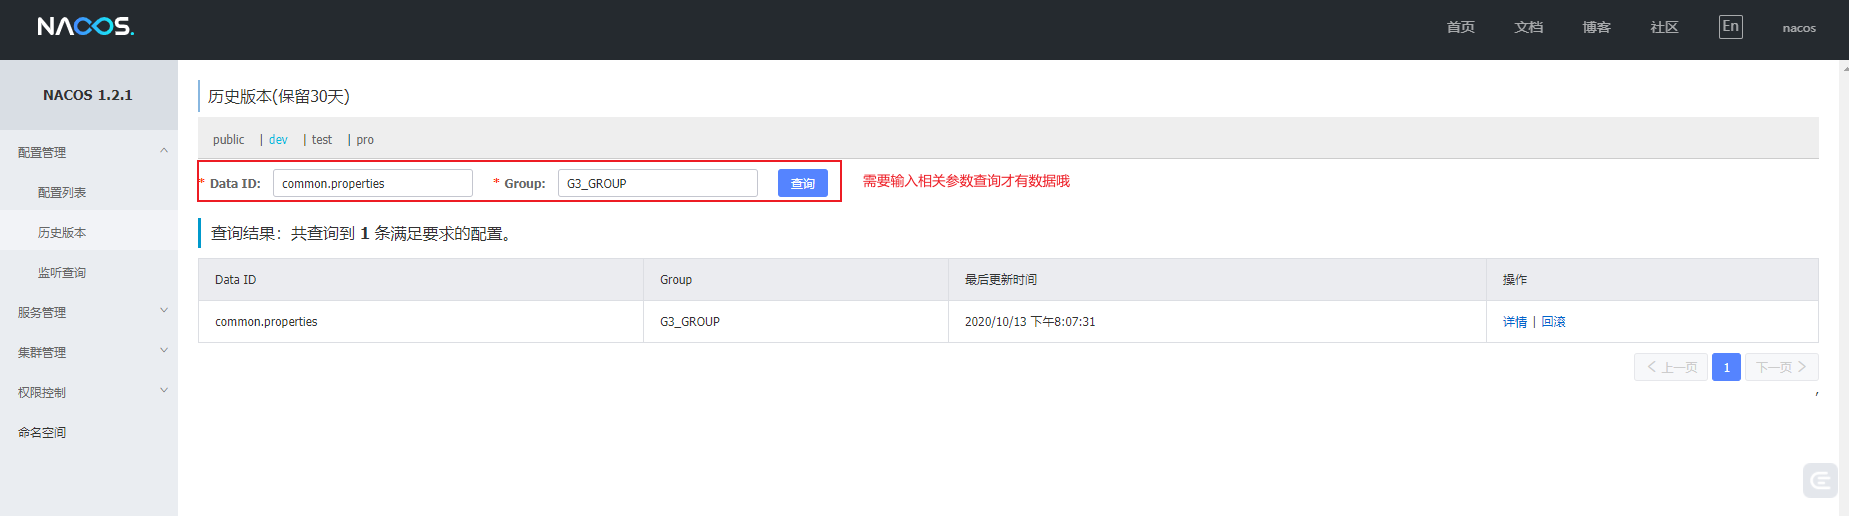 NACOS. 首页 文档 博客 社区 En nacos
NACOS 1.2.1
配置管理
配置列表
历史版本
监听查询
服务管理
集群管理
权限控制
命名空间
历史版本(保留30天)
public | dev | test | pro
* Data ID: common.properties * Group: G3_GROUP 查询 需要输入相关参数查询才有数据哦
查询结果：共查询到 1 条满足要求的配置。
Data ID Group 最后更新时间 操作
common.properties G3_GROUP 2020/10/13 下午8:07:31 详情 | 回滚
上一页 1 下一页